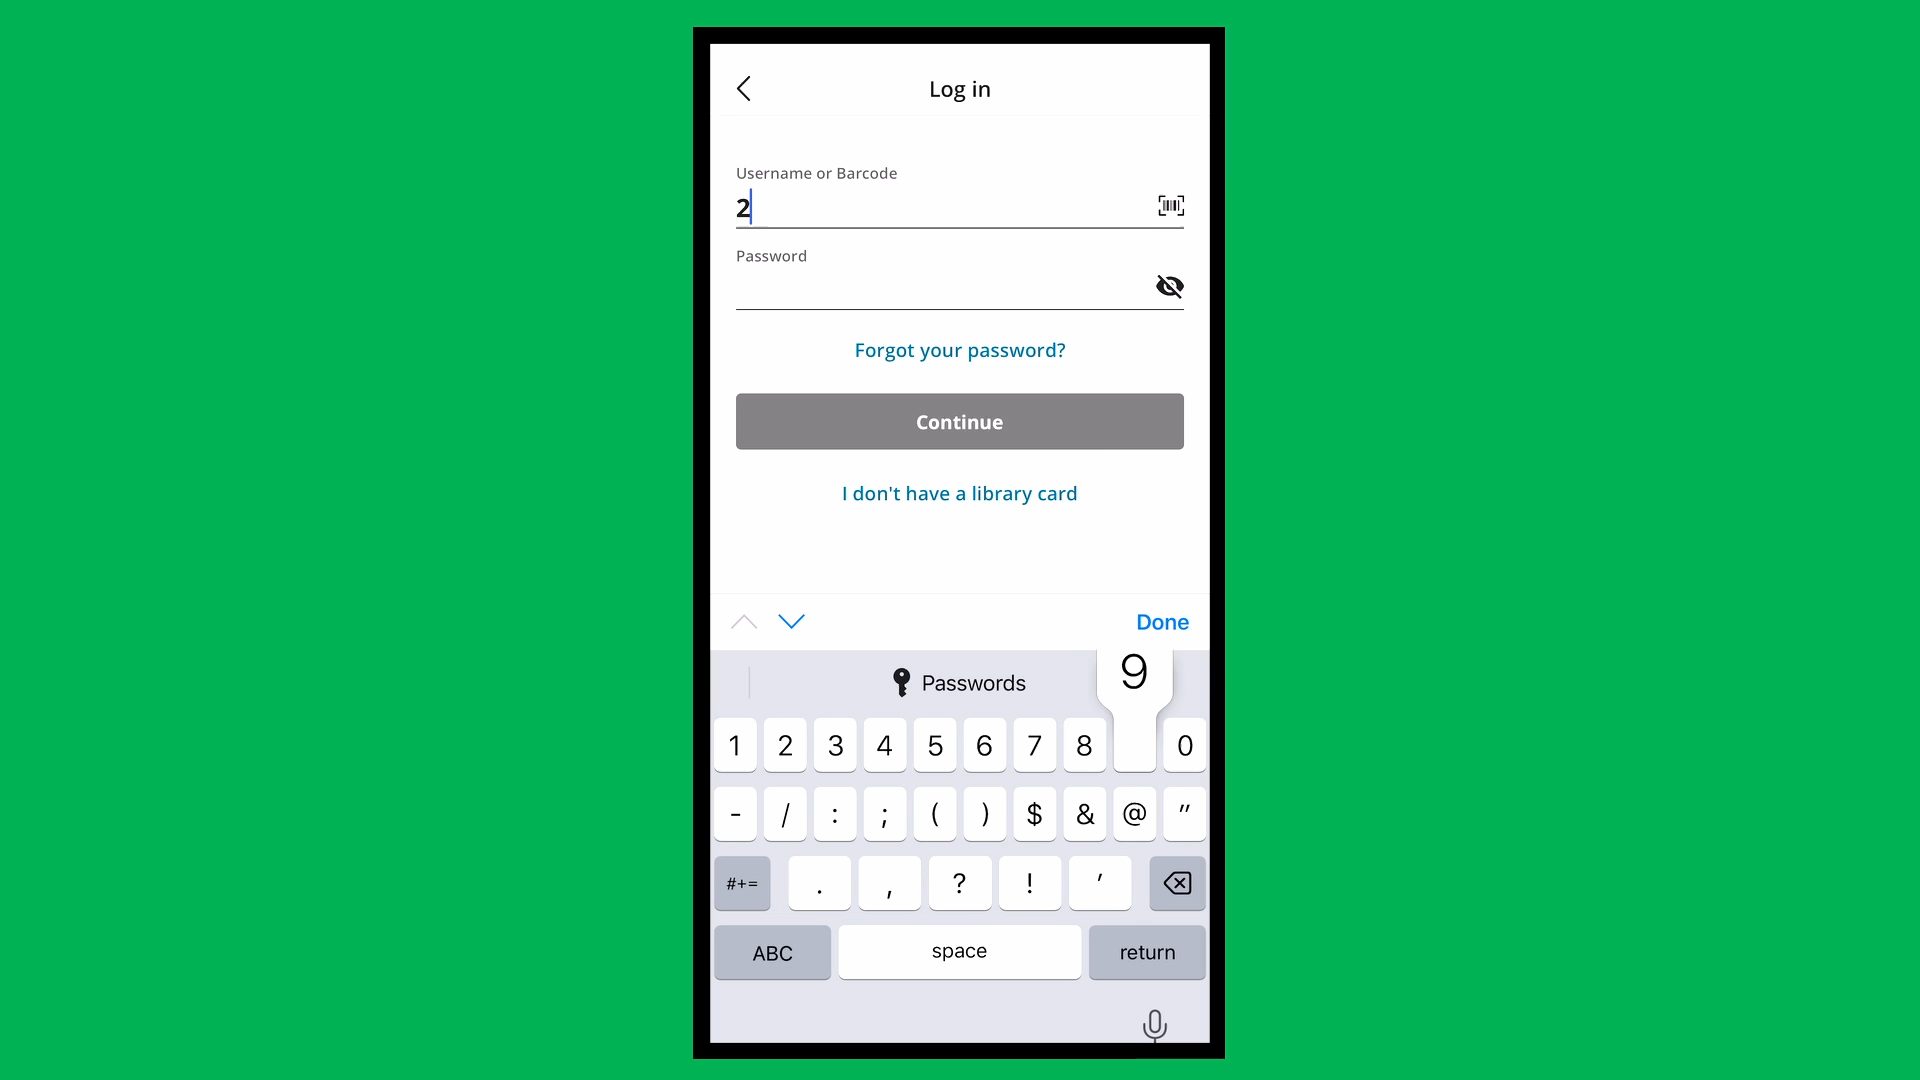 Log in
Username or Barcode
2
Password
Forgot your password?
Continue
I don't have a library card
Done
Passwords
9
1 2 3 4 5 6 7 8 0
- / : ; ( ) $ & @ "
#+= . , ? ! '
ABC space return